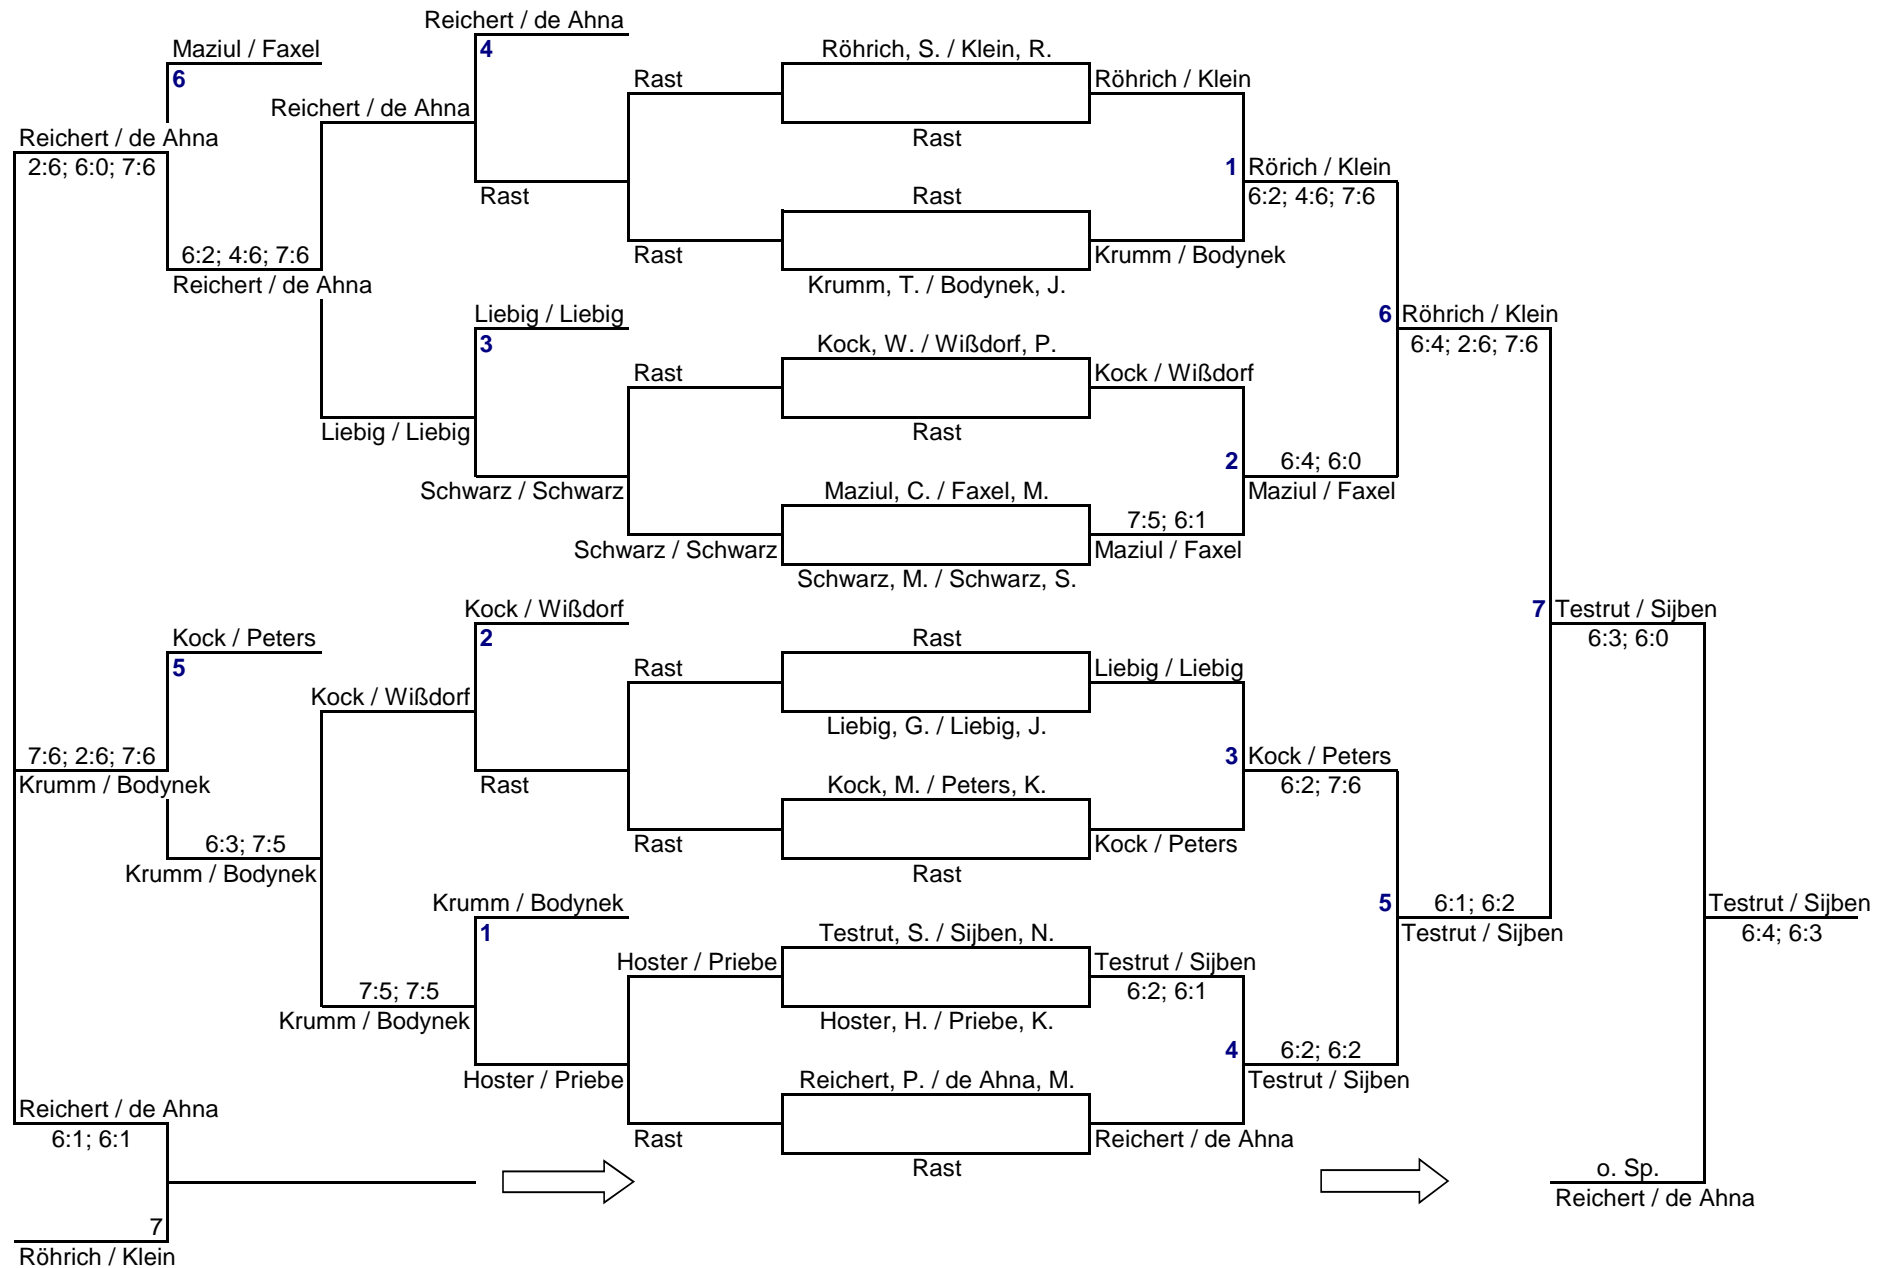 Reichert / de Ahna
Maziul / Faxel
4
Röhrich, S. / Klein, R.
6
Rast
Röhrich / Klein
Reichert / de Ahna
Reichert / de Ahna
Rast
2:6; 6:0; 7:6
1
Rörich / Klein
Rast
Rast
6:2; 4:6; 7:6
6:2; 4:6; 7:6
Rast
Krumm / Bodynek
Reichert / de Ahna
Krumm, T. / Bodynek, J.
Liebig / Liebig
6
Röhrich / Klein
3
Kock, W. / Wißdorf, P.
6:4; 2:6; 7:6
Rast
Kock / Wißdorf
Liebig / Liebig
Rast
2
6:4; 6:0
Schwarz / Schwarz
Maziul, C. / Faxel, M.
Maziul / Faxel
7:5; 6:1
Schwarz / Schwarz
Maziul / Faxel
Schwarz, M. / Schwarz, S.
Kock / Wißdorf
7
Testrut / Sijben
Kock / Peters
2
Rast
6:3; 6:0
5
Rast
Liebig / Liebig
Kock / Wißdorf
Liebig, G. / Liebig, J.
7:6; 2:6; 7:6
3
Kock / Peters
Krumm / Bodynek
Rast
Kock, M. / Peters, K.
6:2; 7:6
6:3; 7:5
Rast
Kock / Peters
Krumm / Bodynek
Rast
Krumm / Bodynek
5
6:1; 6:2
Testrut / Sijben
1
Testrut, S. / Sijben, N.
Testrut / Sijben
6:4; 6:3
Hoster / Priebe
Testrut / Sijben
7:5; 7:5
6:2; 6:1
Krumm / Bodynek
Hoster, H. / Priebe, K.
4
6:2; 6:2
Hoster / Priebe
Reichert, P. / de Ahna, M.
Testrut / Sijben
Reichert / de Ahna
6:1; 6:1
Rast
Reichert / de Ahna
Rast
o. Sp.
Reichert / de Ahna
7
Röhrich / Klein